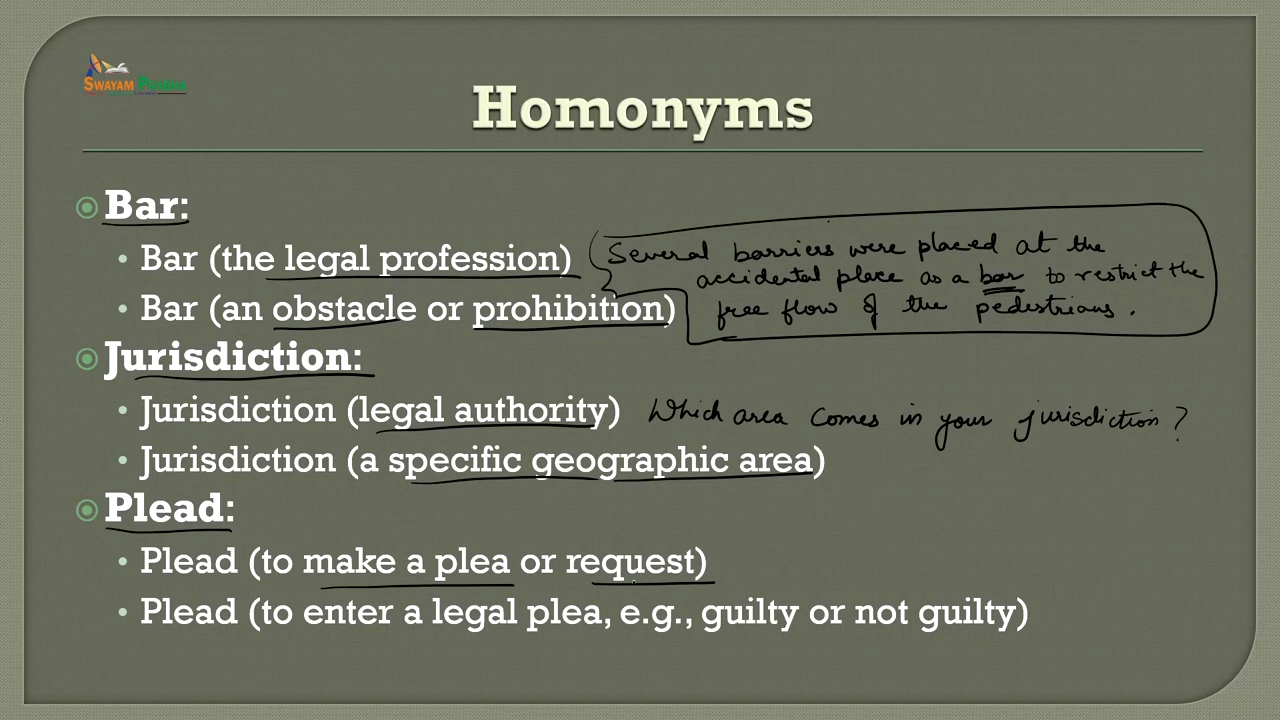 SWAYAM PRABHA
Homonyms
Bar:
Bar (the legal profession)
Several barriers were placed at the
accidental place as a bar to restrict the
Bar (an obstacle or prohibition)
free flow of the pedestrians.
Jurisdiction:
Jurisdiction (legal authority)
Which area comes in your jurisdiction?
Jurisdiction (a specific geographic area)
Plead:
Plead (to make a plea or request)
Plead (to enter a legal plea, e.g., guilty or not guilty)